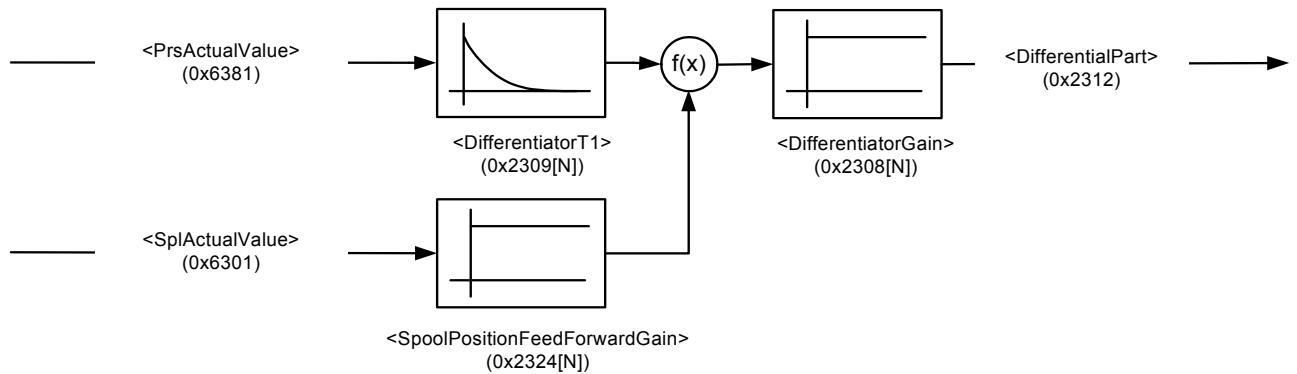 <PrsActualValue>
(0x6381)
<DifferentiatorT1>
(0x2309[N])
f(x)
<DifferentiatorGain>
(0x2308[N])
<DifferentialPart>
(0x2312)
<SplActualValue>
(0x6301)
<SpoolPositionFeedForwardGain>
(0x2324[N])